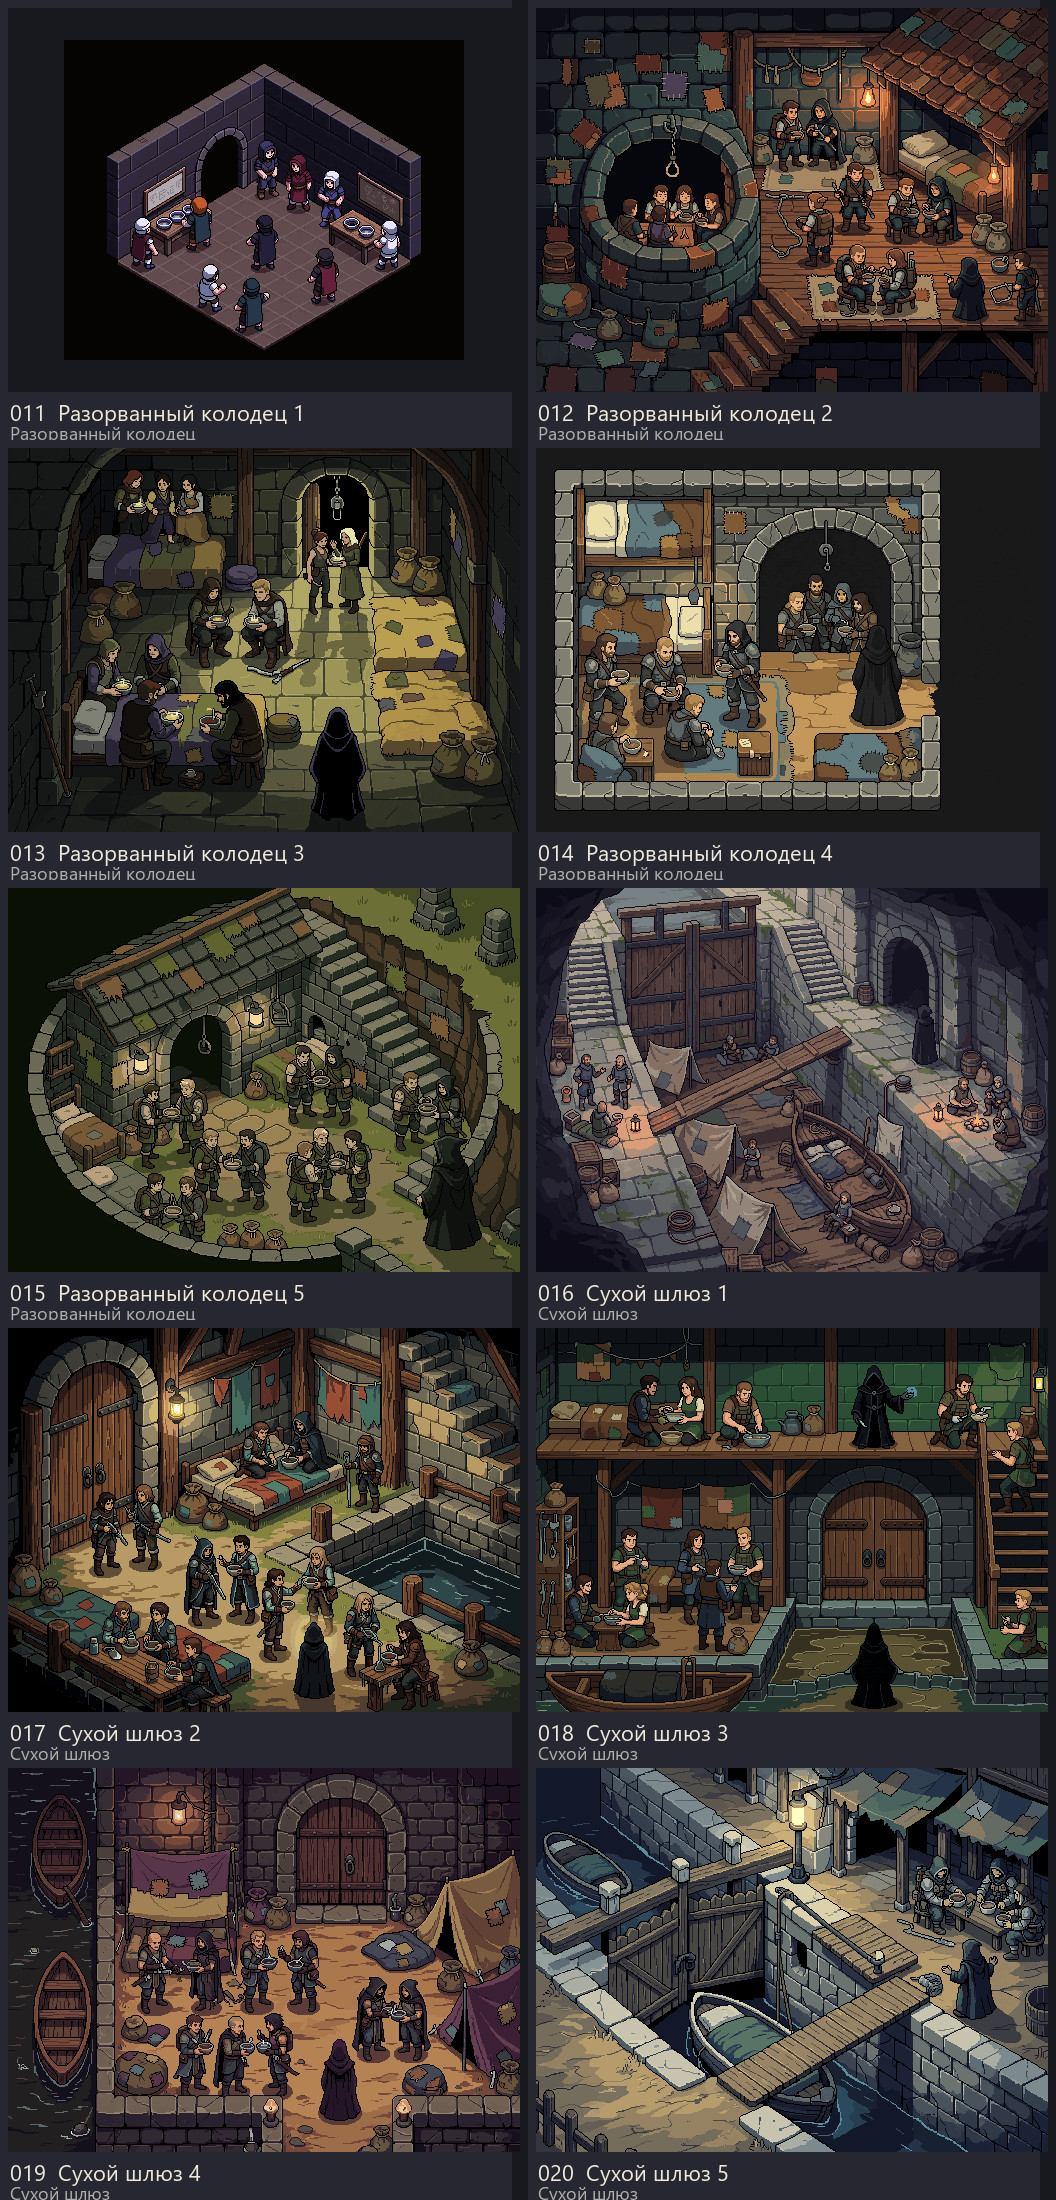 011 Разорванный колодец 1
Разорванный колодец
012 Разорванный колодец 2
Разорванный колодец
013 Разорванный колодец 3
Разорванный колодец
014 Разорванный колодец 4
Разорванный колодец
015 Разорванный колодец 5
Разорванный колодец
016 Сухой шлюз 1
Сухой шлюз
017 Сухой шлюз 2
Сухой шлюз
018 Сухой шлюз 3
Сухой шлюз
019 Сухой шлюз 4
Сухой шлюз
020 Сухой шлюз 5
Сухой шлюз